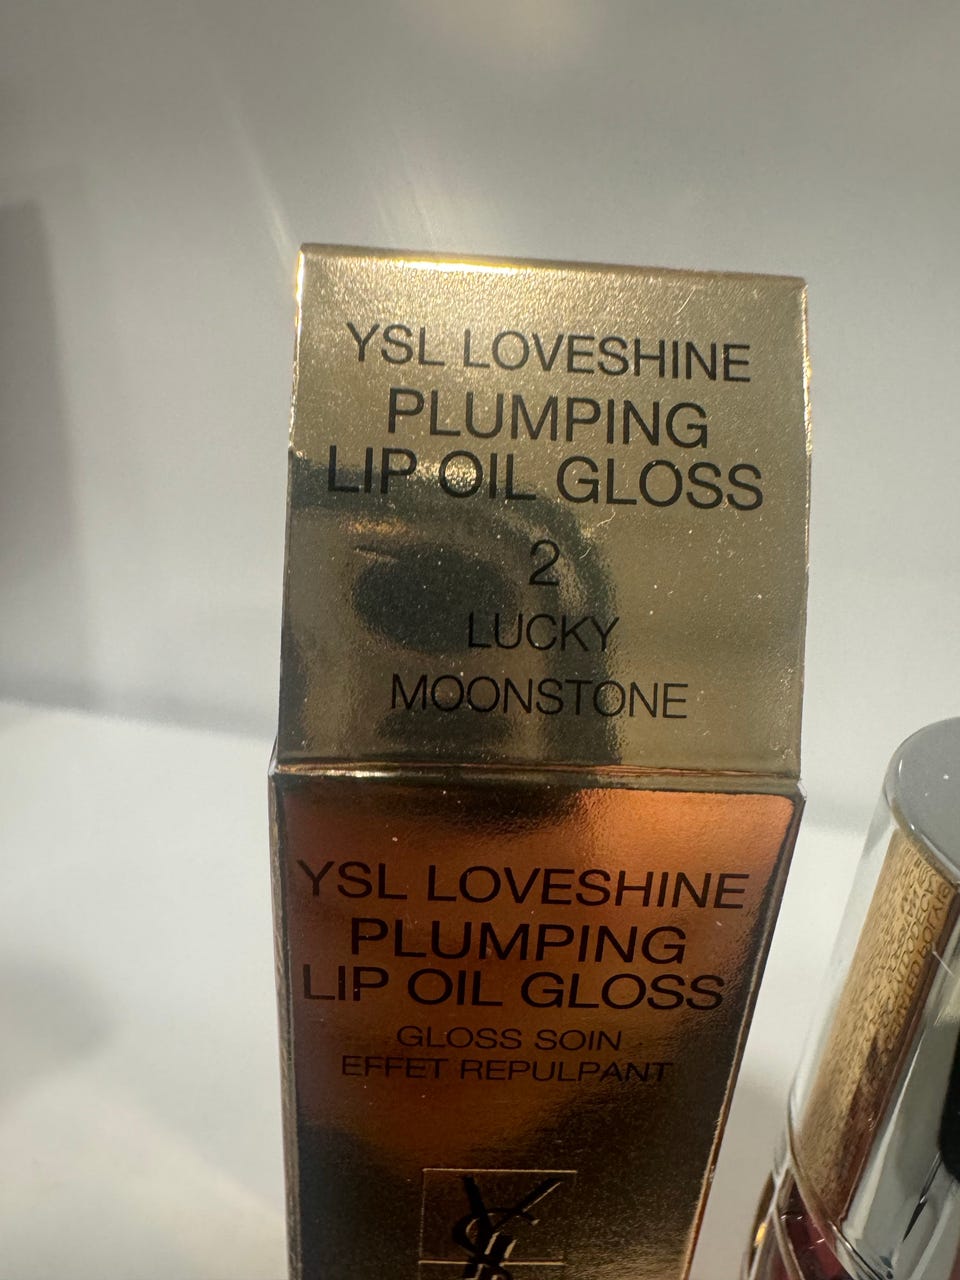 YSL LOVESHINE
PLUMPING
LIP OIL GLOSS
2
LUCKY
MOONSTONE
YSL LOVESHINE
PLUMPING
LIP OIL GLOSS
GLOSS SOIN
EFFET REPULPANT
YSL